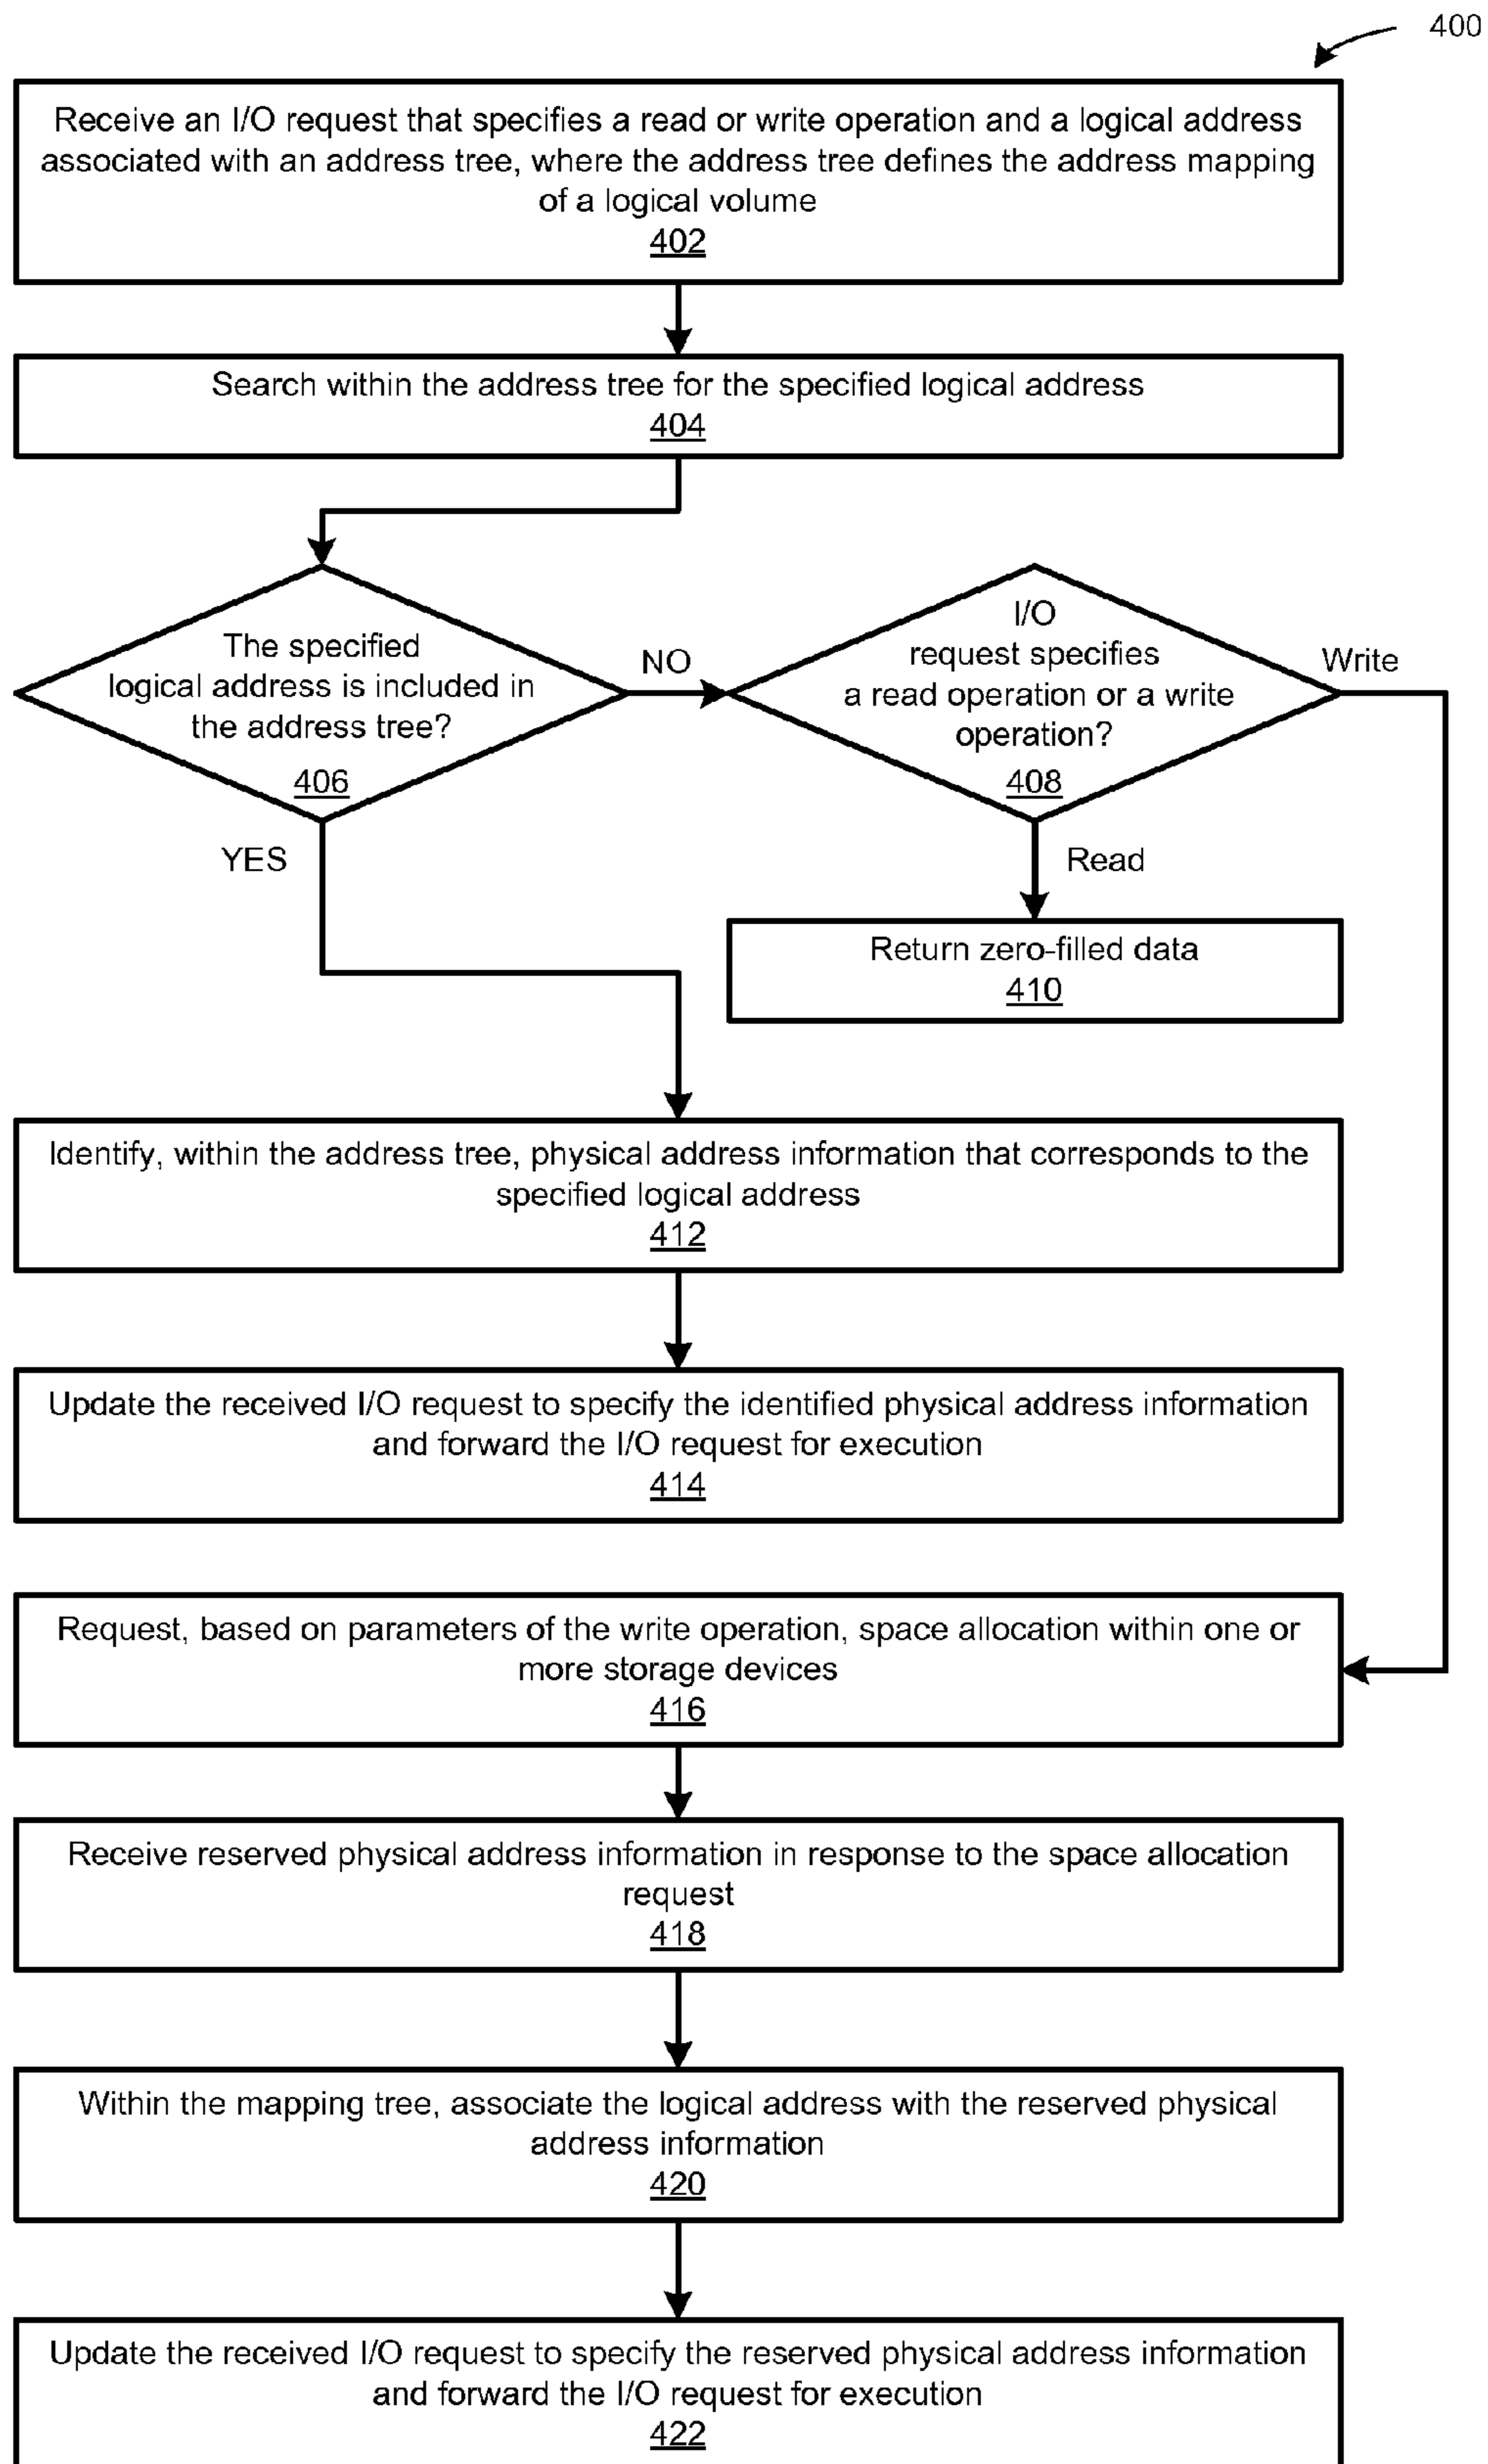 400
Receive an I/O request that specifies a read or write operation and a logical address
associated with an address tree, where the address tree defines the address mapping
of a logical volume
402
Search within the address tree for the specified logical address
404
The specified
logical address is included in
the address tree?
406
NO
I/O
request specifies
a read operation or a write
operation?
408
Write
YES
Read
Return zero-filled data
410
Identify, within the address tree, physical address information that corresponds to the
specified logical address
412
Update the received I/O request to specify the identified physical address information
and forward the I/O request for execution
414
Request, based on parameters of the write operation, space allocation within one or
more storage devices
416
Receive reserved physical address information in response to the space allocation
request
418
Within the mapping tree, associate the logical address with the reserved physical
address information
420
Update the received I/O request to specify the reserved physical address information
and forward the I/O request for execution
422